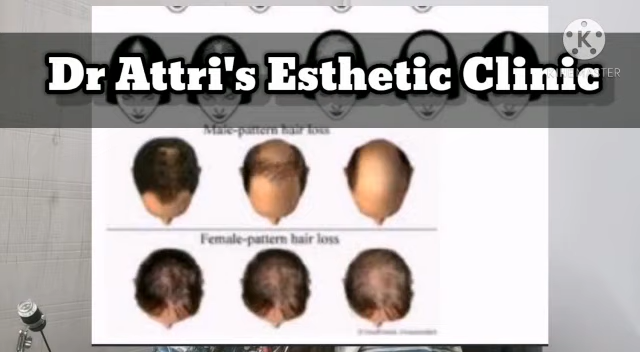 Dr Attri's Esthetic Clinic
K
Male-pattern hair loss
Female-pattern hair loss